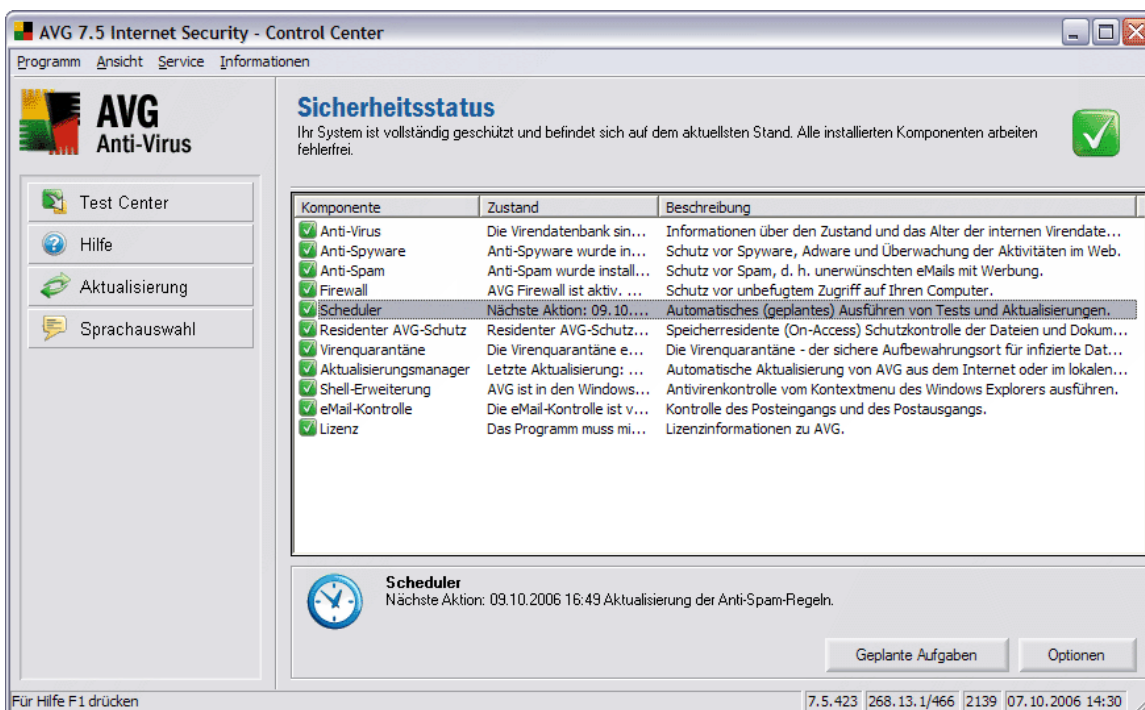 AVG 7.5 Internet Security - Control Center
Programm Ansicht Service Informationen
AVG
Anti-Virus
Test Center
Hilfe
Aktualisierung
Sprachauswahl
Sicherheitsstatus
Ihr System ist vollständig geschützt und befindet sich auf dem aktuellsten Stand. Alle installierten Komponenten arbeiten
fehlerfrei.
Komponente Zustand Beschreibung
Anti-Virus Die Virendatenbank sin... Informationen über den Zustand und das Alter der internen Virendate...
Anti-Spyware Anti-Spyware wurde in... Schutz vor Spyware, Adware und Überwachung der Aktivitäten im Web.
Anti-Spam Anti-Spam wurde install... Schutz vor Spam, d. h. unerwünschten eMails mit Werbung.
Firewall AVG Firewall ist aktiv. ... Schutz vor unbefugtem Zugriff auf Ihren Computer.
Scheduler Nächste Aktion: 09.10.... Automatisches (geplantes) Ausführen von Tests und Aktualisierungen.
Residenter AVG-Schutz Residenter AVG-Schutz... Speicherresidente (On-Access) Schutzkontrolle der Dateien und Dokum...
Virenquarantäne Die Virenquarantäne e... Die Virenquarantäne - der sichere Aufbewahrungsort für infizierte Dat...
Aktualisierungsmanager Letzte Aktualisierung: ... Automatische Aktualisierung von AVG aus dem Internet oder im lokalen...
Shell-Erweiterung AVG ist in den Windows... Antivirenkontrolle vom Kontextmenu des Windows Explorers ausführen.
eMail-Kontrolle Die eMail-Kontrolle ist v... Kontrolle des Posteingangs und des Postausgangs.
Lizenz Das Programm muss mi... Lizenzinformationen zu AVG.
Scheduler
Nächste Aktion: 09.10.2006 16:49 Aktualisierung der Anti-Spam-Regeln.
Geplante Aufgaben Optionen
Für Hilfe F1 drücken 7.5.423 268.13.1/466 2139 07.10.2006 14:30